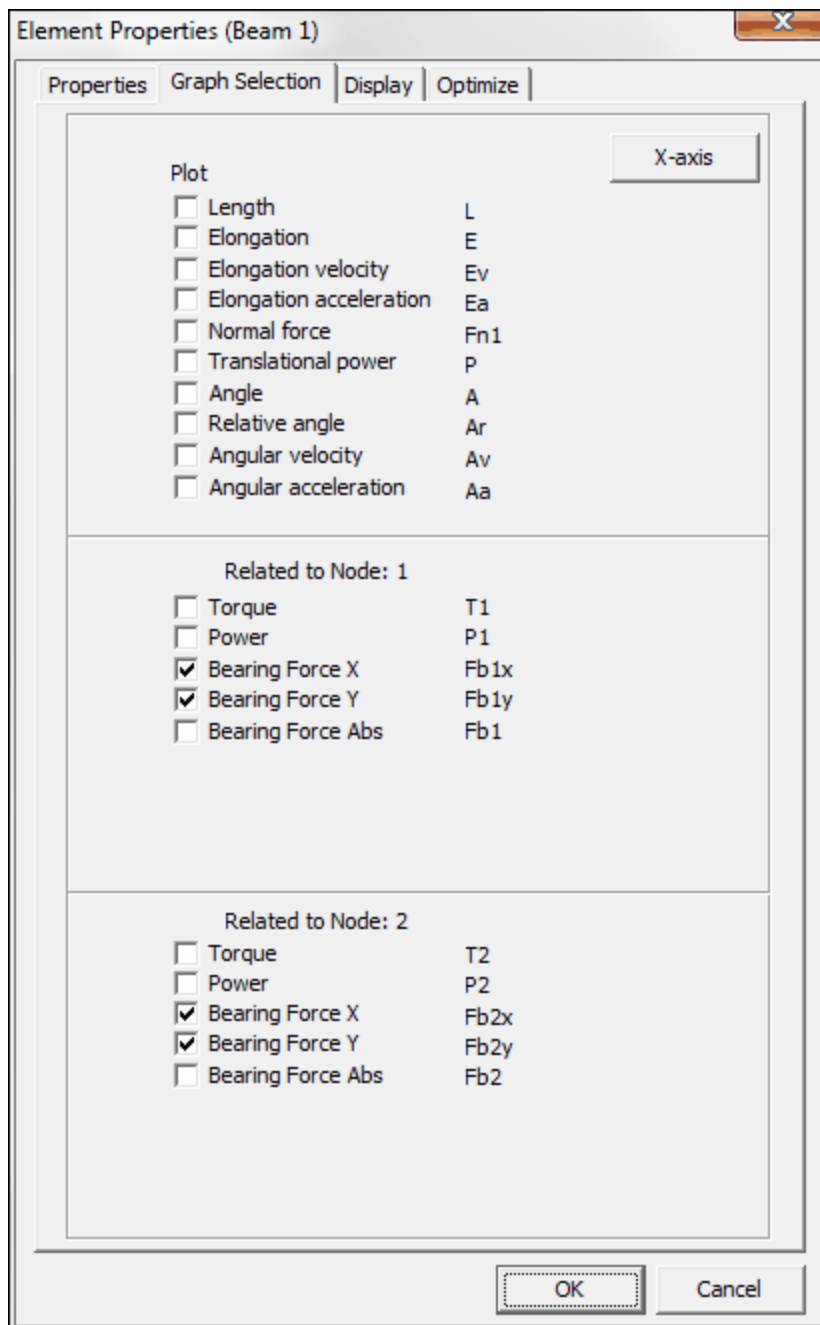 Element Properties (Beam 1)
Properties Graph Selection Display Optimize
X-axis
Plot
Length L
Elongation E
Elongation velocity Ev
Elongation acceleration Ea
Normal force Fn1
Translational power P
Angle A
Relative angle Ar
Angular velocity Av
Angular acceleration Aa
Related to Node: 1
Torque T1
Power P1
Bearing Force X Fb1x
Bearing Force Y Fb1y
Bearing Force Abs Fb1
Related to Node: 2
Torque T2
Power P2
Bearing Force X Fb2x
Bearing Force Y Fb2y
Bearing Force Abs Fb2
OK Cancel